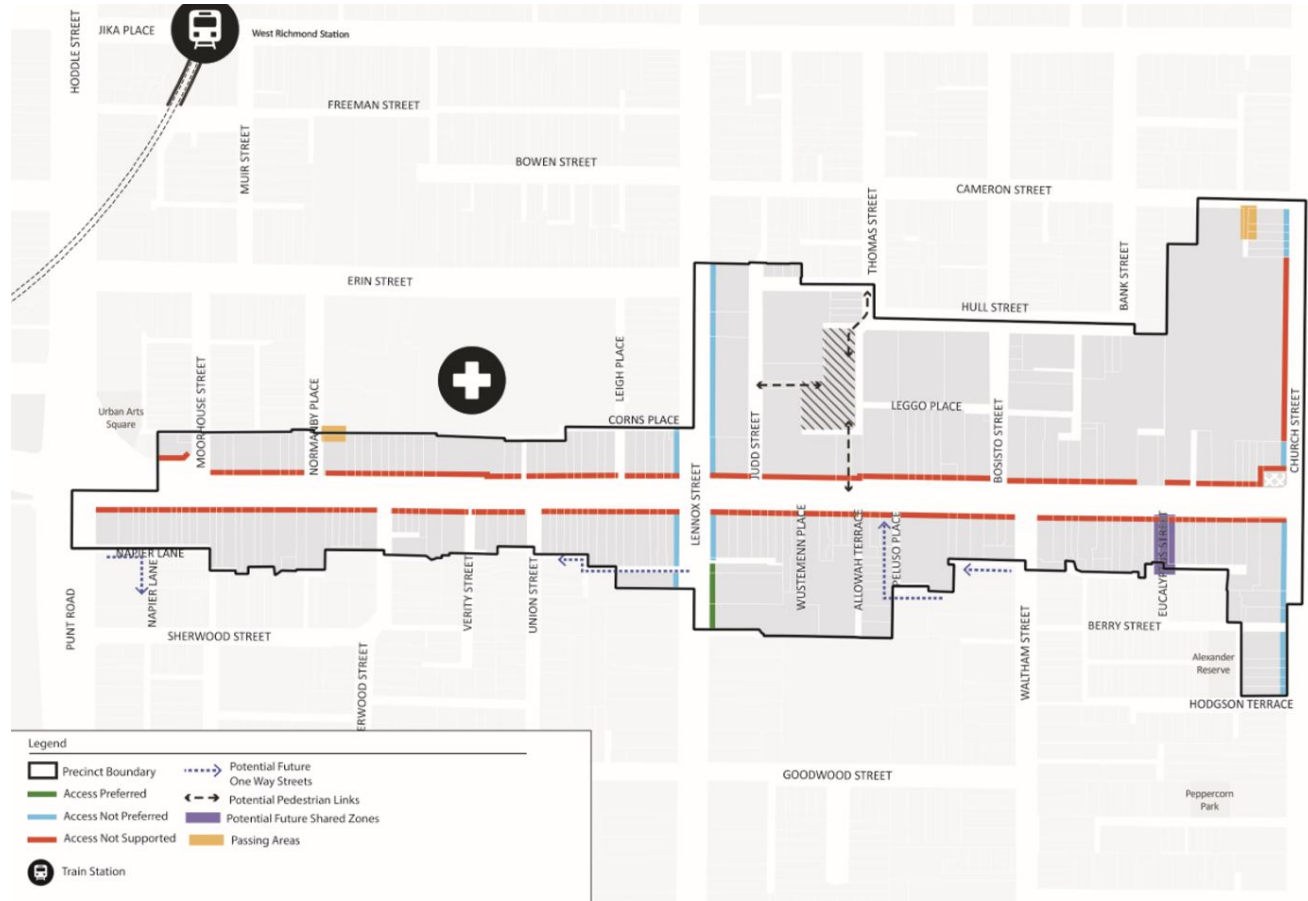 HODDLE STREET
JIKA PLACE
West Richmond Station
FREEMAN STREET
MUIR STREET
BOWEN STREET
CAMERON STREET
THOMAS STREET
BANK STREET
ERIN STREET
HULL STREET
LEIGH PLACE
MOORHOUSE STREET
NORMANBY PLACE
Urban Arts
Square
CORNS PLACE
LEGGO PLACE
JUDD STREET
BOSISTO STREET
CHURCH STREET
LENNOX STREET
WUSTEMENN PLACE
ALLOWAH TERRACE
PELUSO PLACE
EUCALYPTUS STREET
NAPIER LANE
NAPIER LANE
PUNT ROAD
VERITY STREET
UNION STREET
SHERWOOD STREET
ERWOOD STREET
WALTHAM STREET
BERRY STREET
Alexander
Reserve
HODGSON TERRACE
GOODWOOD STREET
Peppercorn
Park
Legend
Precinct Boundary
Access Preferred
Access Not Preferred
Access Not Supported
Train Station
Potential Future
One Way Streets
Potential Pedestrian Links
Potential Future Shared Zones
Passing Areas